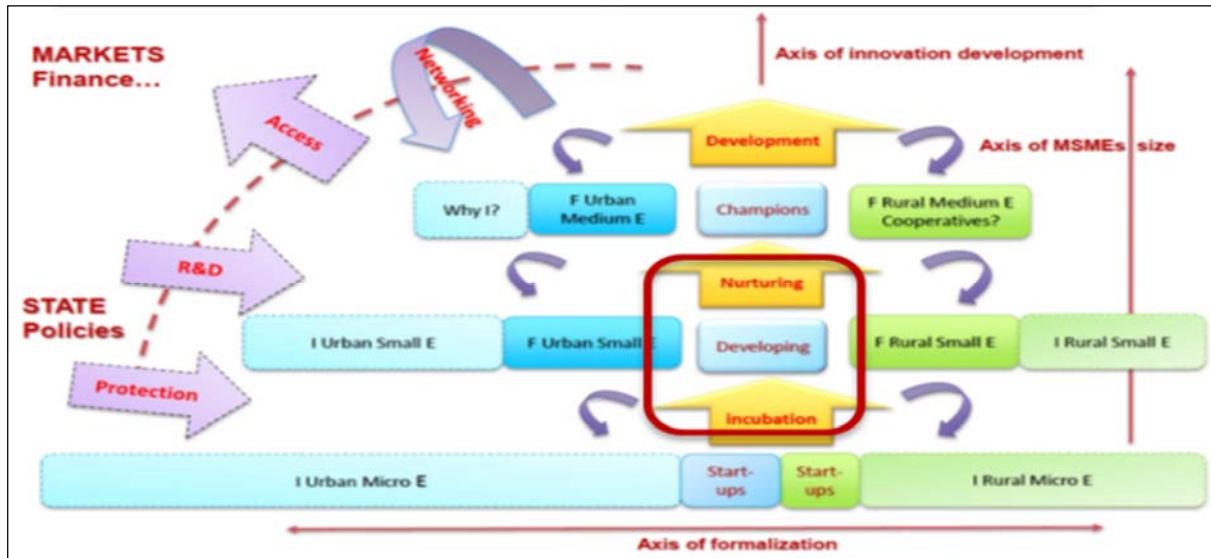 MARKETS
Finance...
Access
Networking
Axis of innovation development
Development
Axis of MSMEs size
Why I?
F Urban
Medium E
Champions
F Rural Medium E
Cooperatives?
R&D
Nurturing
STATE
Policies
I Urban Small E
F Urban Small E
Developing
F Rural Small E
I Rural Small E
Protection
incubation
I Urban Micro E
Start-
ups
Start-
ups
I Rural Micro E
Axis of formalization